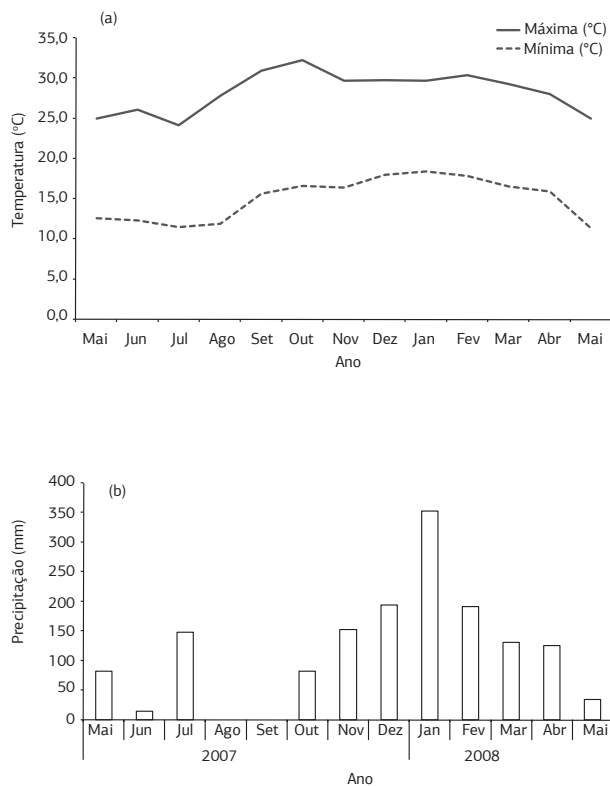 (a)
Máxima (°C)
Mínima (°C)
Temperatura (°C)
35,0
30,0
25,0
20,0
15,0
10,0
5,0
0,0
Mai Jun Jul Ago Set Out Nov Dez Jan Fev Mar Abr Mai
Ano
(b)
Precipitação (mm)
400
350
300
250
200
150
100
50
0
Mai Jun Jul Ago Set Out Nov Dez Jan Fev Mar Abr Mai
2007 2008
Ano